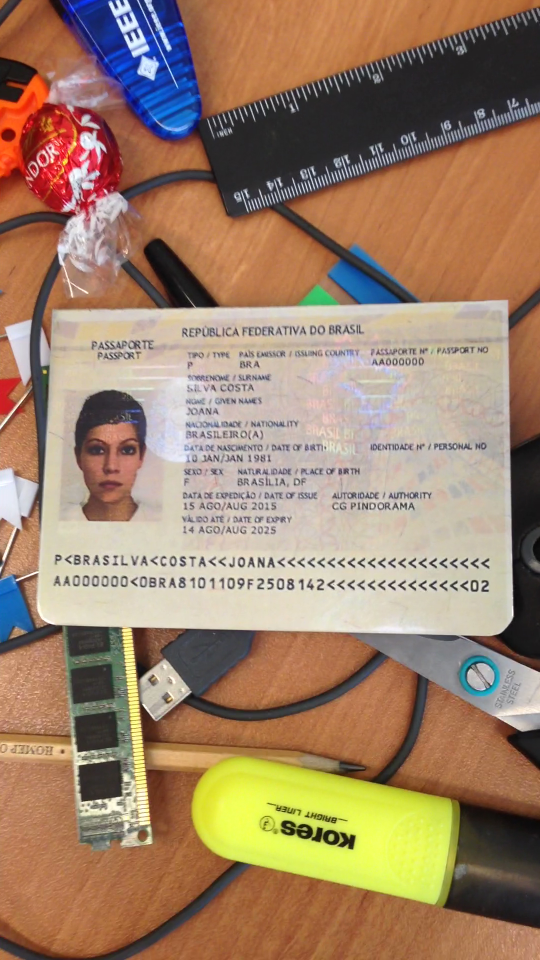 IEEE
1 2 3
MM
15 14 13 12 11 10 9 8 7
NDOR
REPÚBLICA FEDERATIVA DO BRASIL
PASSAPORTE
PASSPORT
TIPO / TYPE PAÍS EMISSOR / ISSUING COUNTRY PASSAPORTE Nº / PASSPORT NO
P BRA AA000000
SOBRENOME / SURNAME
SILVA COSTA
NOME / GIVEN NAMES
JOANA
NACIONALIDADE / NATIONALITY
BRASILEIRO(A)
DATA DE NASCIMENTO / DATE OF BIRTH IDENTIDADE Nº / PERSONAL NO
10 JAN/JAN 1981
SEXO / SEX NATURALIDADE / PLACE OF BIRTH
F BRASÍLIA, DF
DATA DE EXPEDIÇÃO / DATE OF ISSUE AUTORIDADE / AUTHORITY
15 AGO/AUG 2015 CG PINDORAMA
VÁLIDO ATÉ / DATE OF EXPIRY
14 AGO/AUG 2025
P<BRASILVA<COSTA<<JOANA<<<<<<<<<<<<<<<<<<<<<
AA000000<0BRA8101109F2508142<<<<<<<<<<<<<<02
STAINLESS
STEEL
HOMEP
Kores
BRIGHT LINER